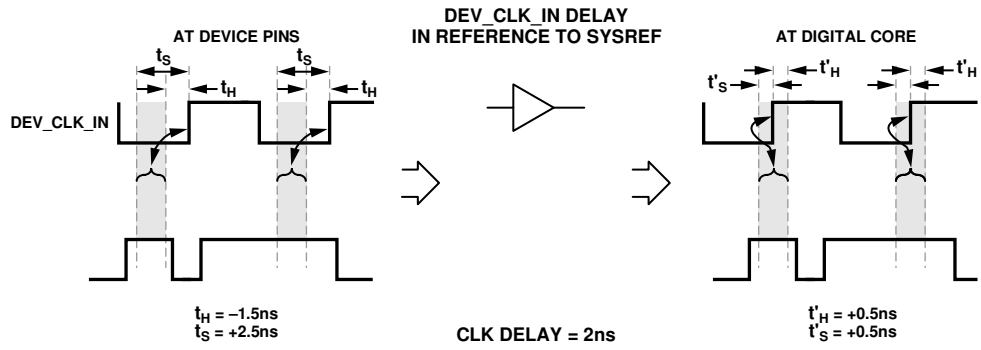 DEV_CLK_IN DELAY
IN REFERENCE TO SYSREF
AT DEVICE PINS
AT DIGITAL CORE
tS
tS
t'H
t'H
tH
tH
t'S
t'S
DEV_CLK_IN
tH = –1.5ns
tS = +2.5ns
CLK DELAY = 2ns
t'H = +0.5ns
t'S = +0.5ns